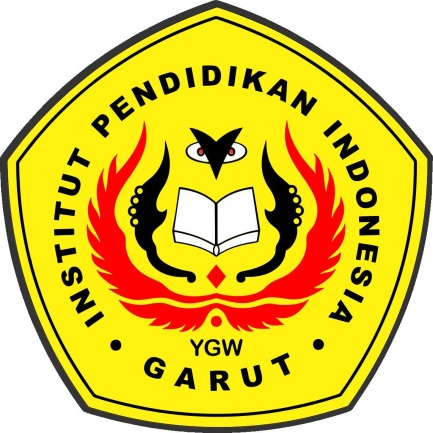 INSTITUT PENDIDIKAN INDONESIA
YGW
• GARUT •